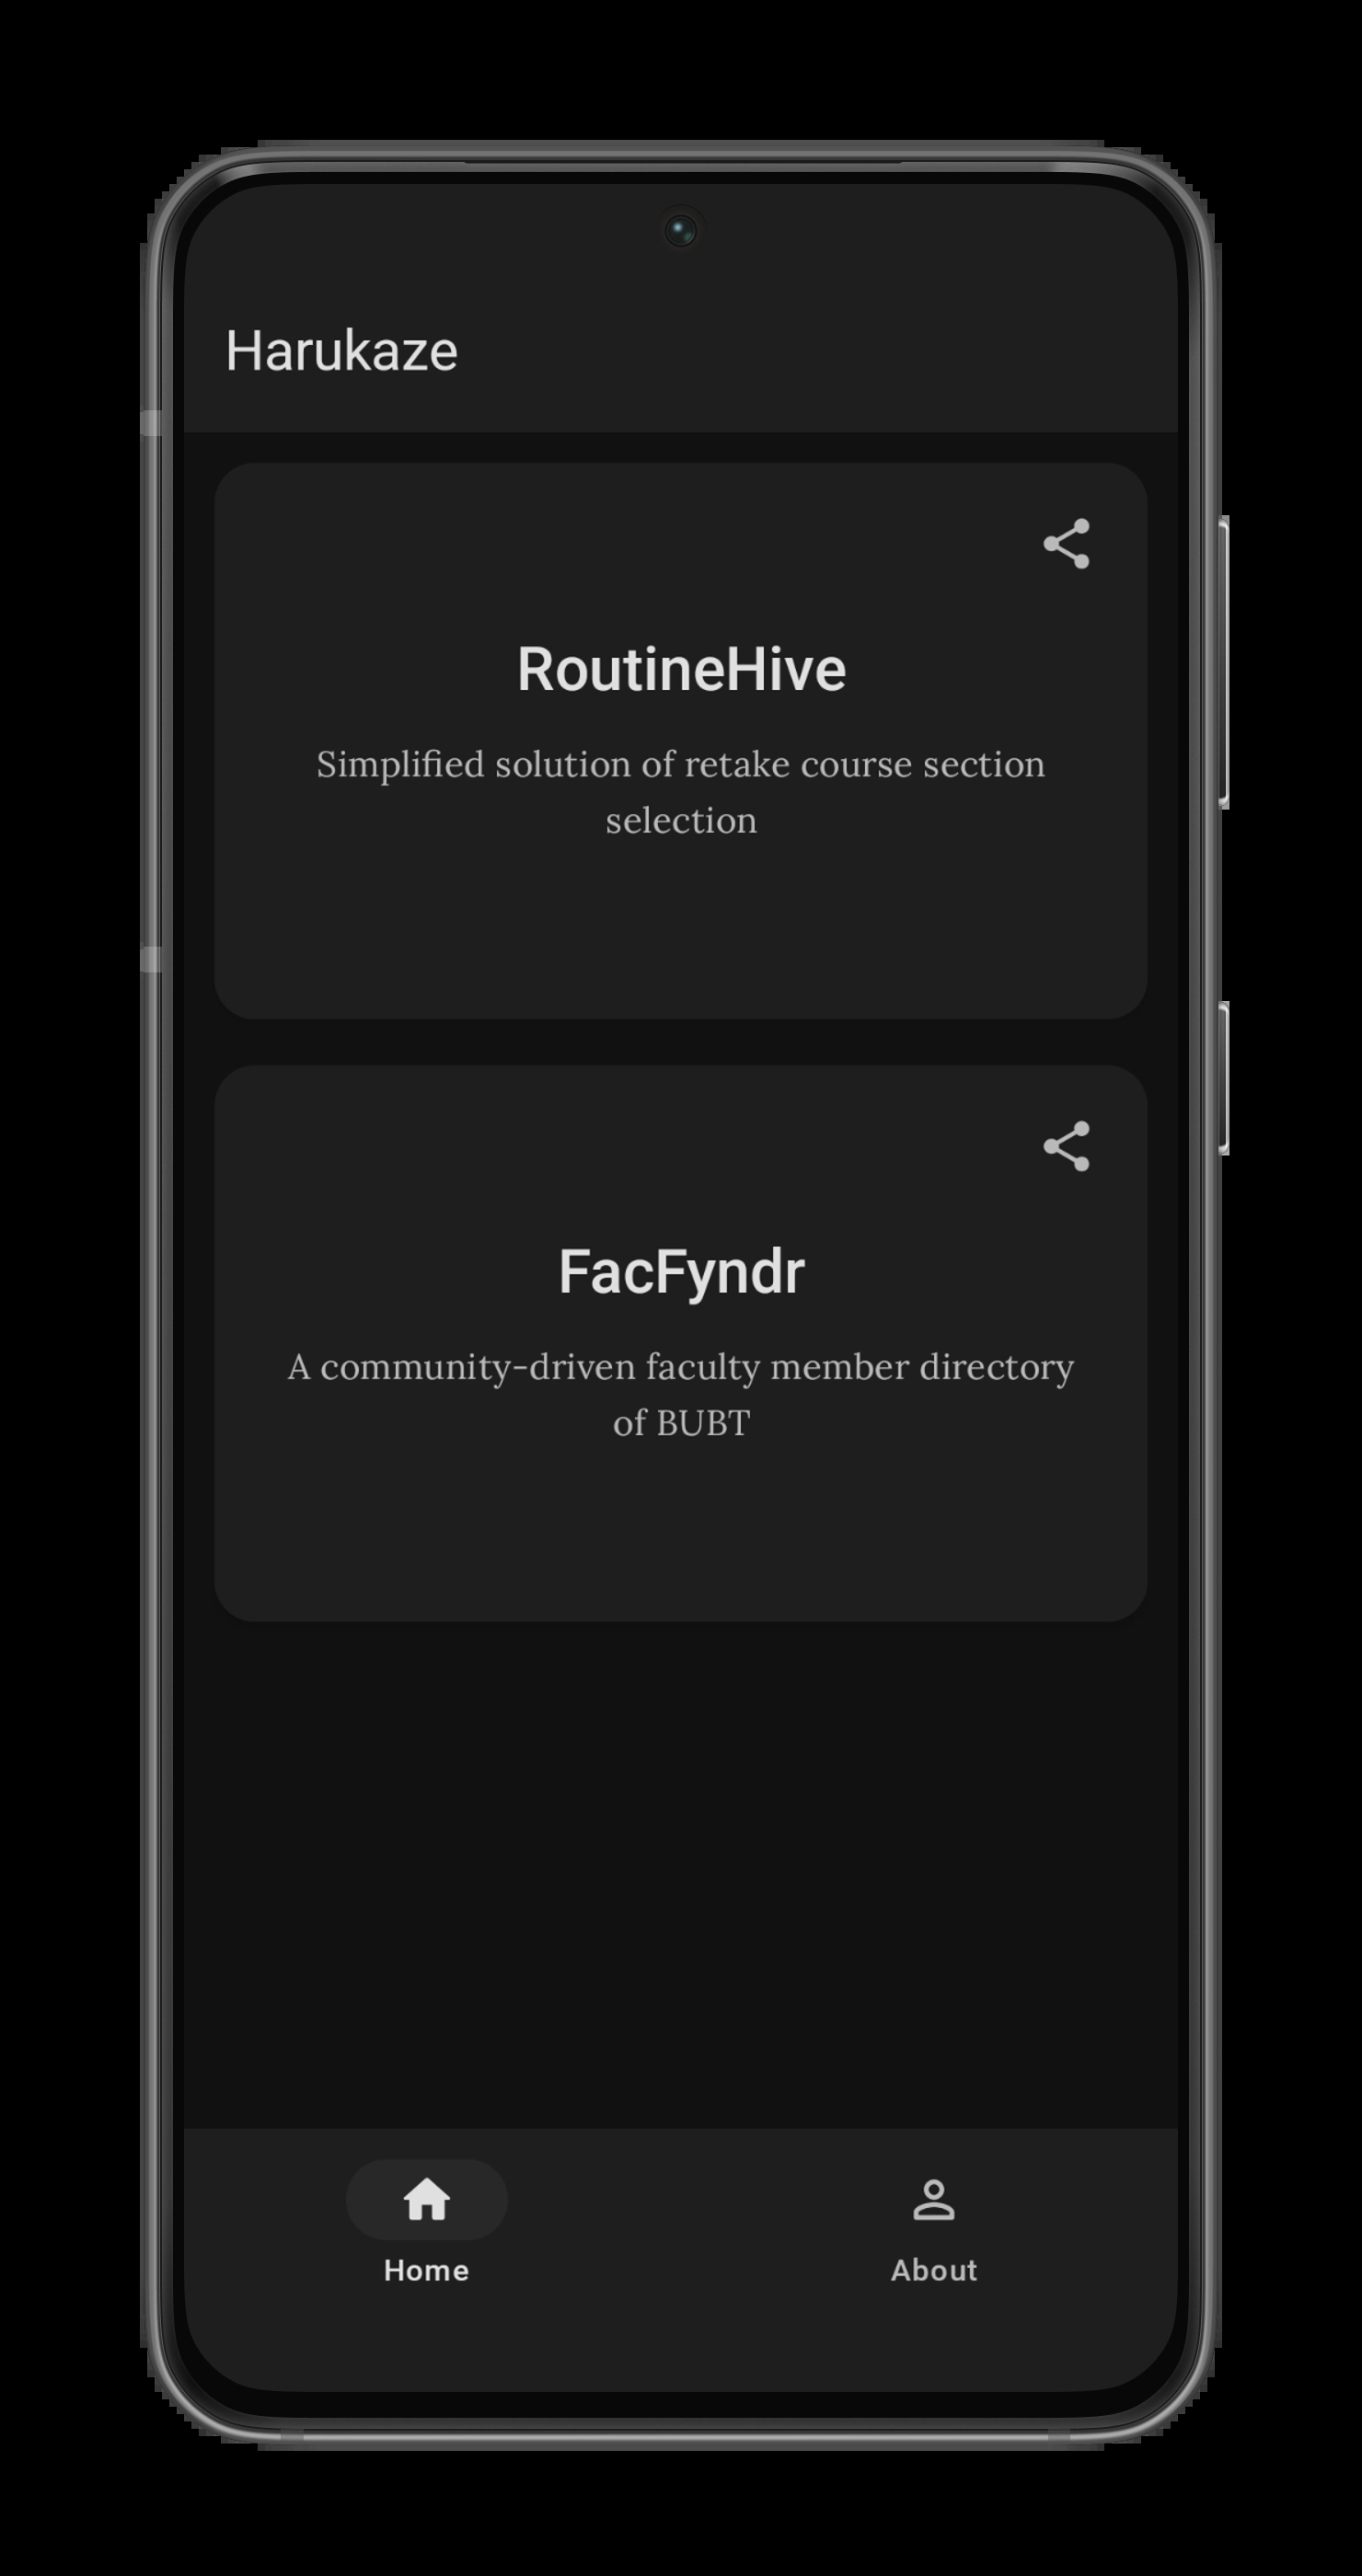 Harukaze
RoutineHive
Simplified solution of retake course section
selection
FacFyndr
A community-driven faculty member directory
of BUBT
Home
About